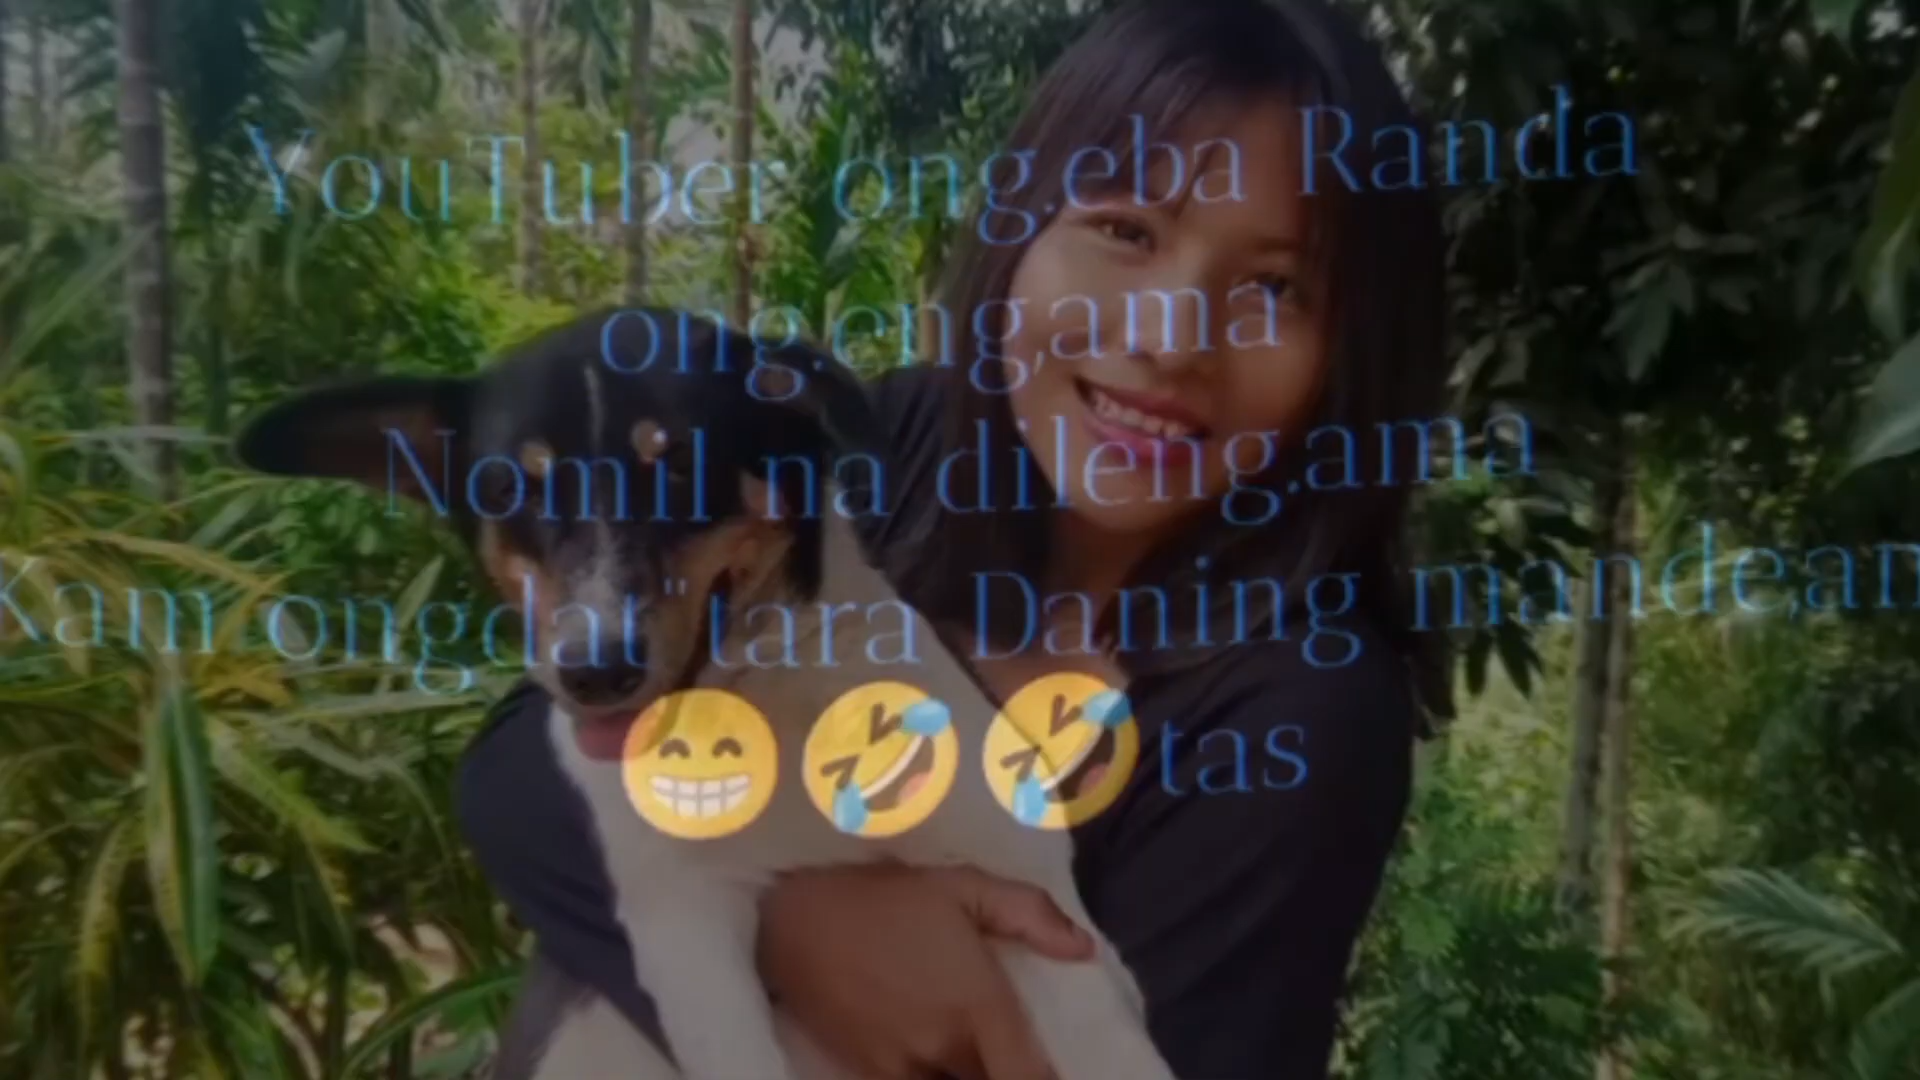 YouTuber ong.eba Randa
ong.eng,ama
Nomil na dileng.ama
Kam ongdat"tara Daning mande,an
😁🤣🤣tas